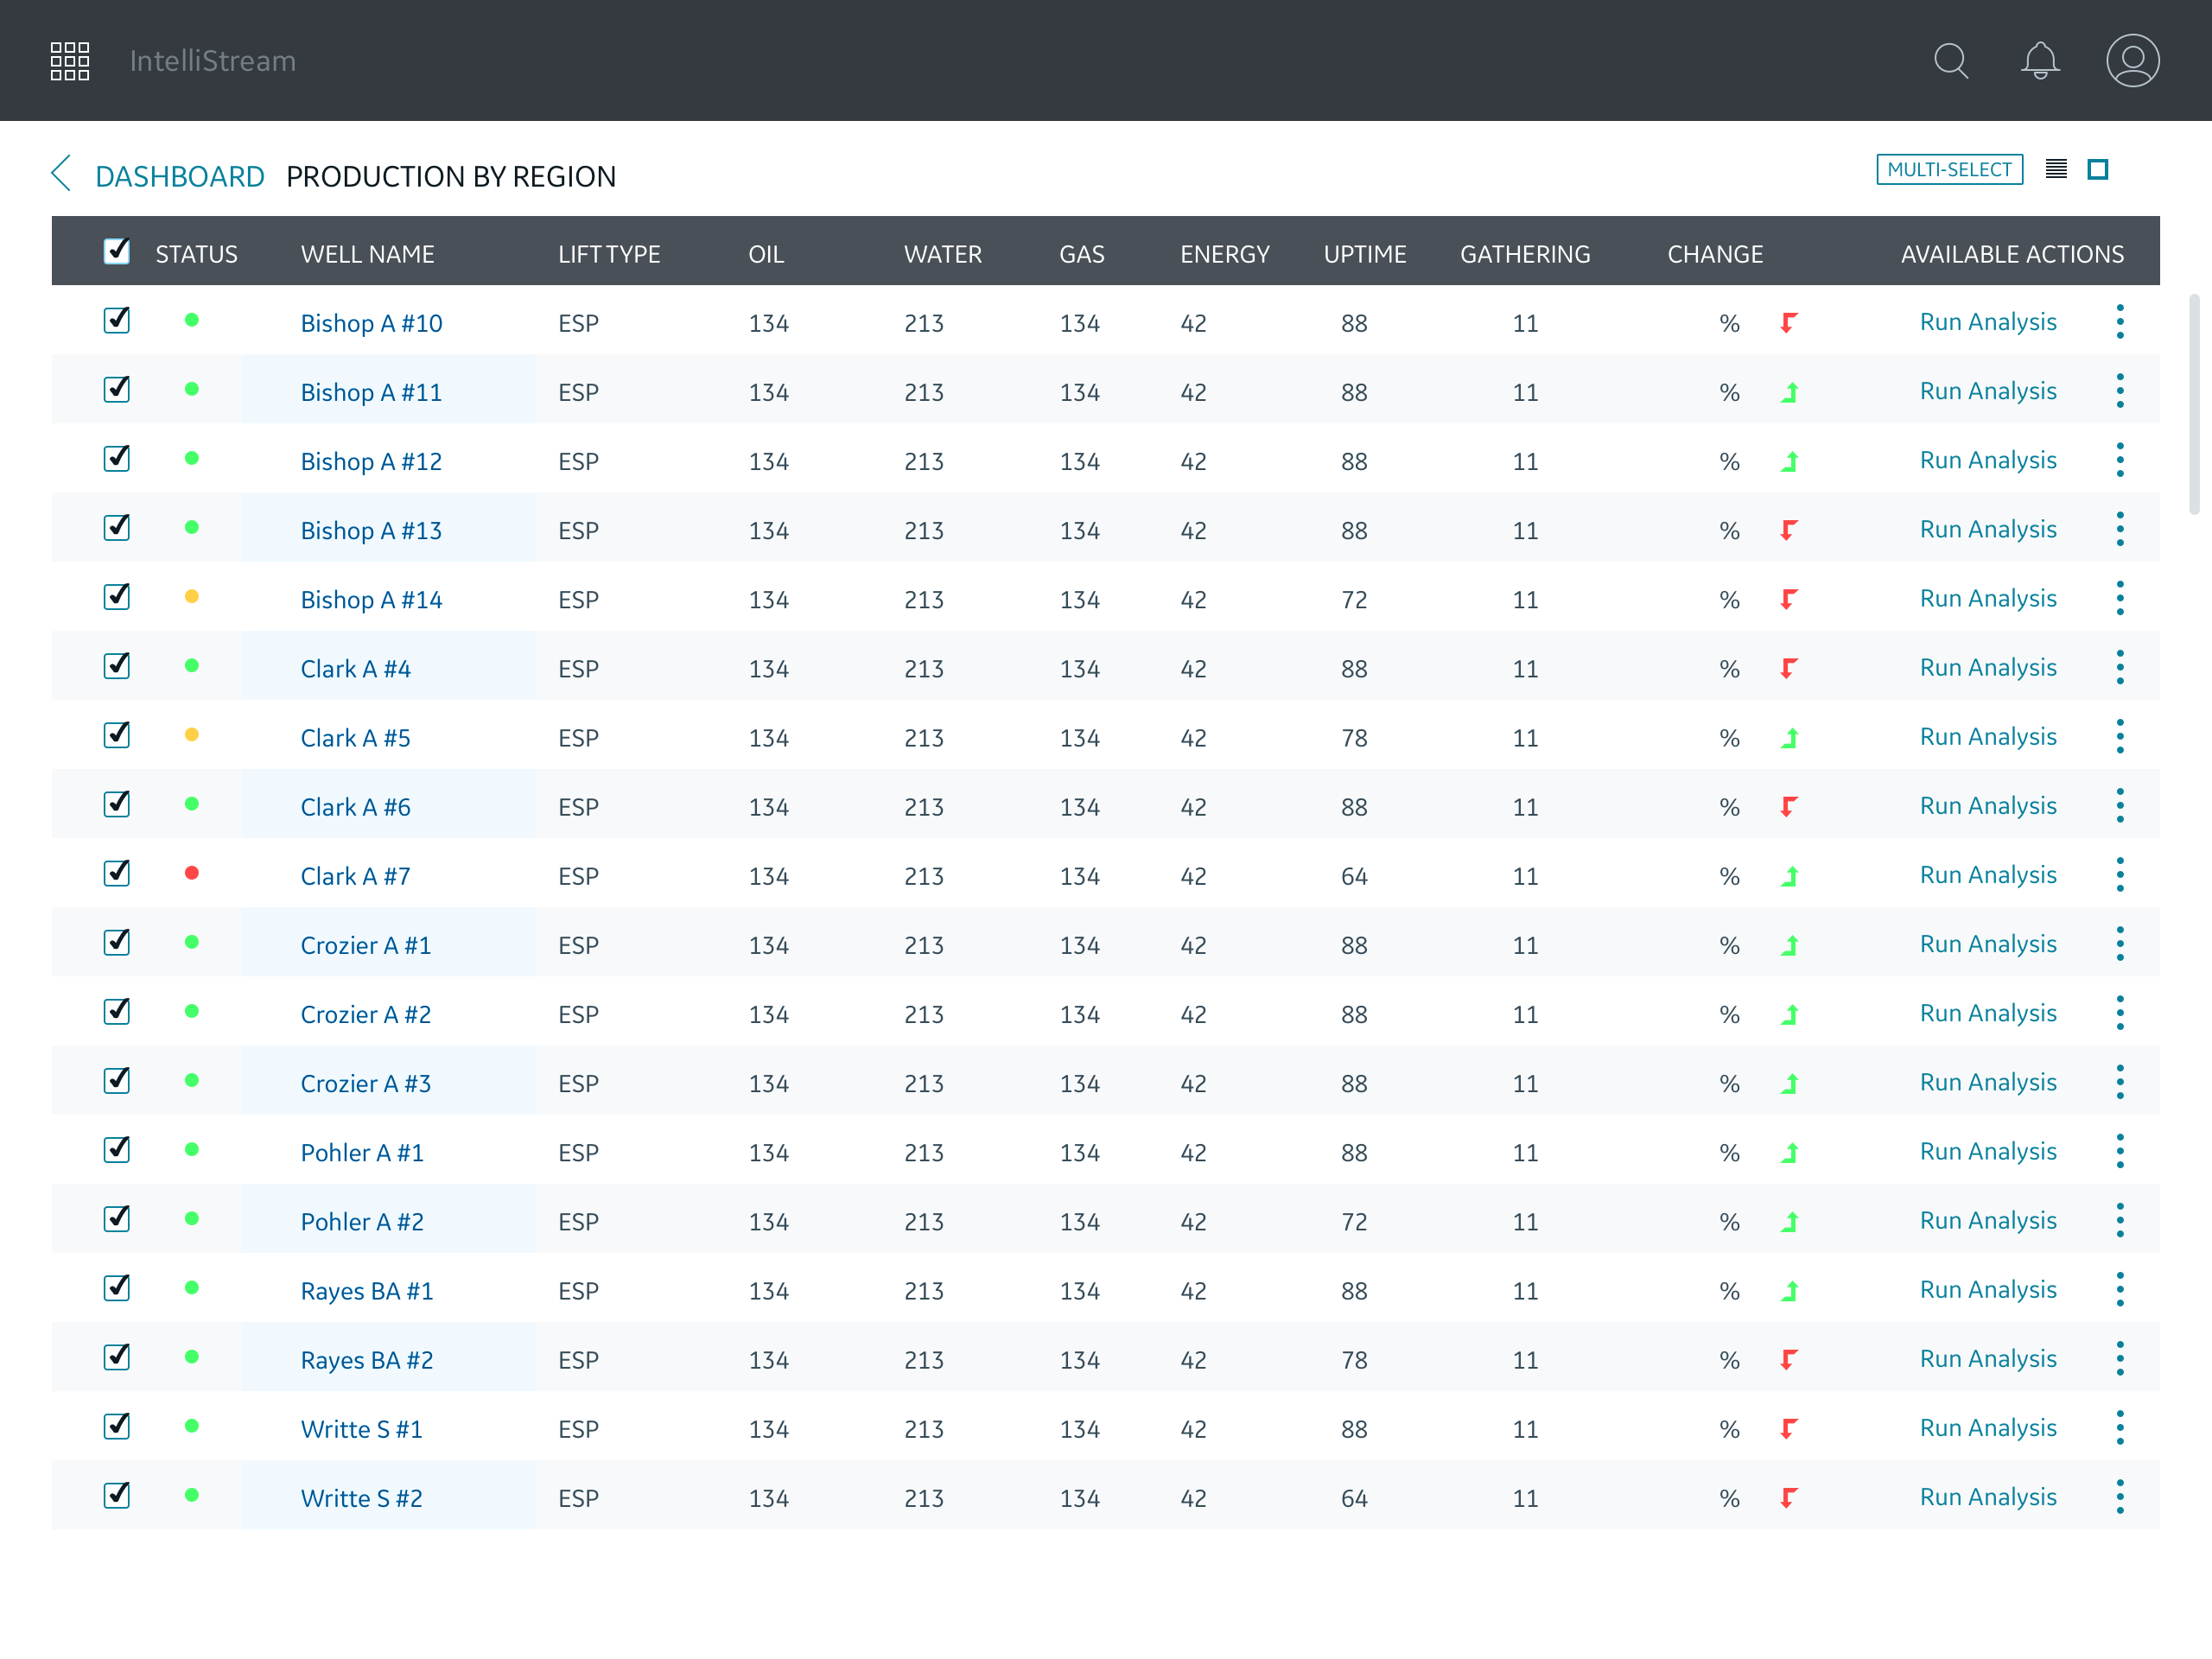 IntelliStream
DASHBOARD PRODUCTION BY REGION MULTI-SELECT
STATUS WELL NAME LIFT TYPE OIL WATER GAS ENERGY UPTIME GATHERING CHANGE AVAILABLE ACTIONS
Bishop A #10 ESP 134 213 134 42 88 11 % Run Analysis
Bishop A #11 ESP 134 213 134 42 88 11 % Run Analysis
Bishop A #12 ESP 134 213 134 42 88 11 % Run Analysis
Bishop A #13 ESP 134 213 134 42 88 11 % Run Analysis
Bishop A #14 ESP 134 213 134 42 72 11 % Run Analysis
Clark A #4 ESP 134 213 134 42 88 11 % Run Analysis
Clark A #5 ESP 134 213 134 42 78 11 % Run Analysis
Clark A #6 ESP 134 213 134 42 88 11 % Run Analysis
Clark A #7 ESP 134 213 134 42 64 11 % Run Analysis
Crozier A #1 ESP 134 213 134 42 88 11 % Run Analysis
Crozier A #2 ESP 134 213 134 42 88 11 % Run Analysis
Crozier A #3 ESP 134 213 134 42 88 11 % Run Analysis
Pohler A #1 ESP 134 213 134 42 88 11 % Run Analysis
Pohler A #2 ESP 134 213 134 42 72 11 % Run Analysis
Rayes BA #1 ESP 134 213 134 42 88 11 % Run Analysis
Rayes BA #2 ESP 134 213 134 42 78 11 % Run Analysis
Writte S #1 ESP 134 213 134 42 88 11 % Run Analysis
Writte S #2 ESP 134 213 134 42 64 11 % Run Analysis